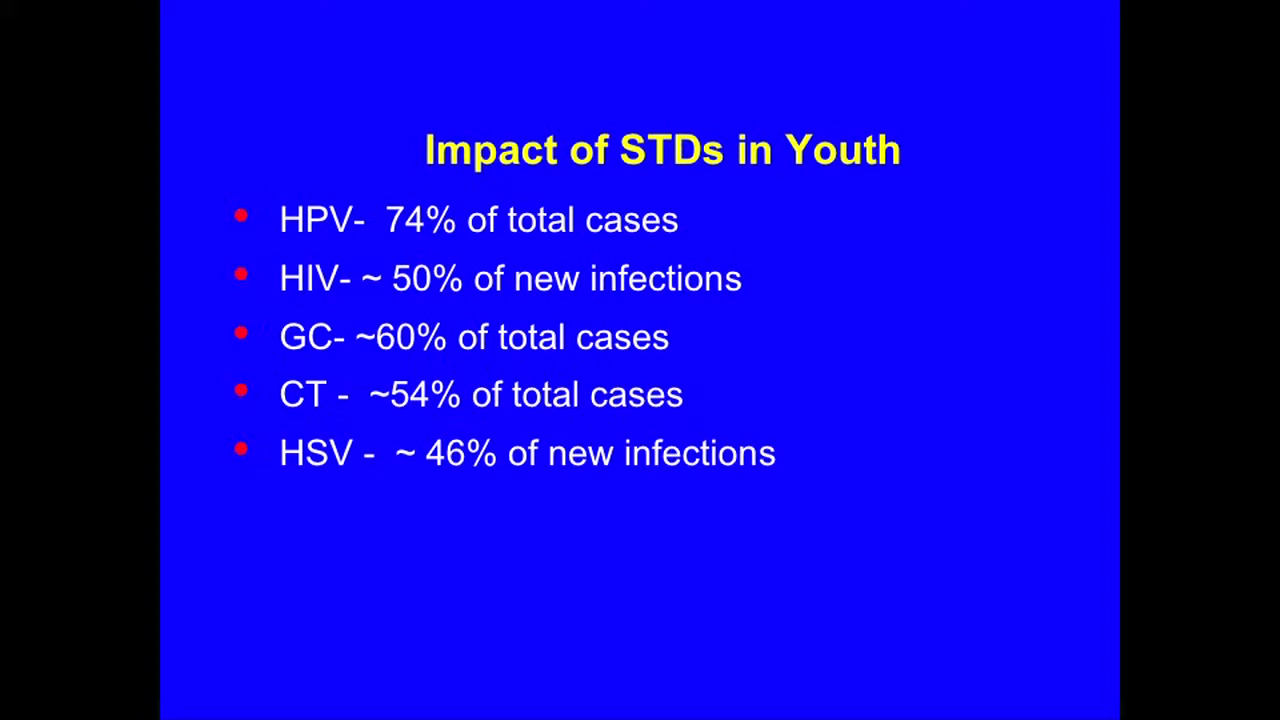 Impact of STDs in Youth
• HPV-  74% of total cases
• HIV- ~ 50% of new infections
• GC- ~60% of total cases
• CT -  ~54% of total cases
• HSV -  ~ 46% of new infections